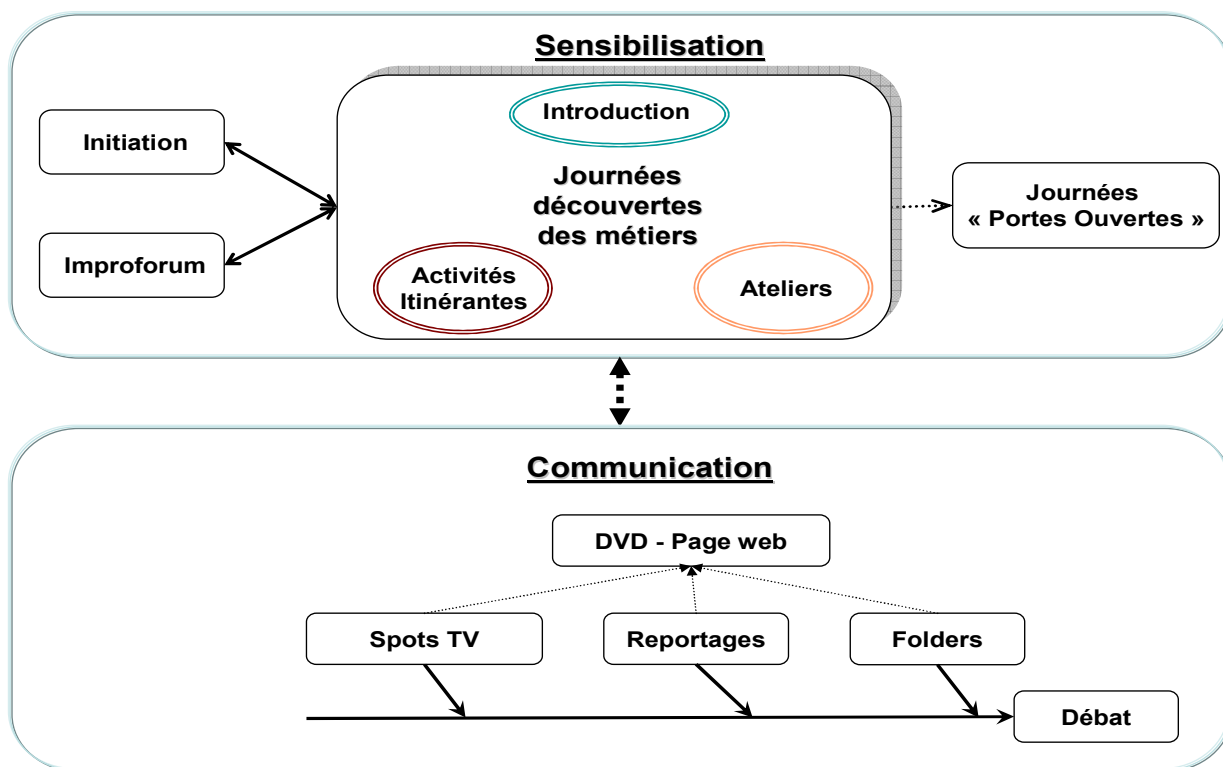 Sensibilisation
Introduction
Initiation
Improforum
Journées
découvertes
des métiers
Activités
Itinérantes
Ateliers
Journées
« Portes Ouvertes »
Communication
DVD - Page web
Spots TV
Reportages
Folders
Débat